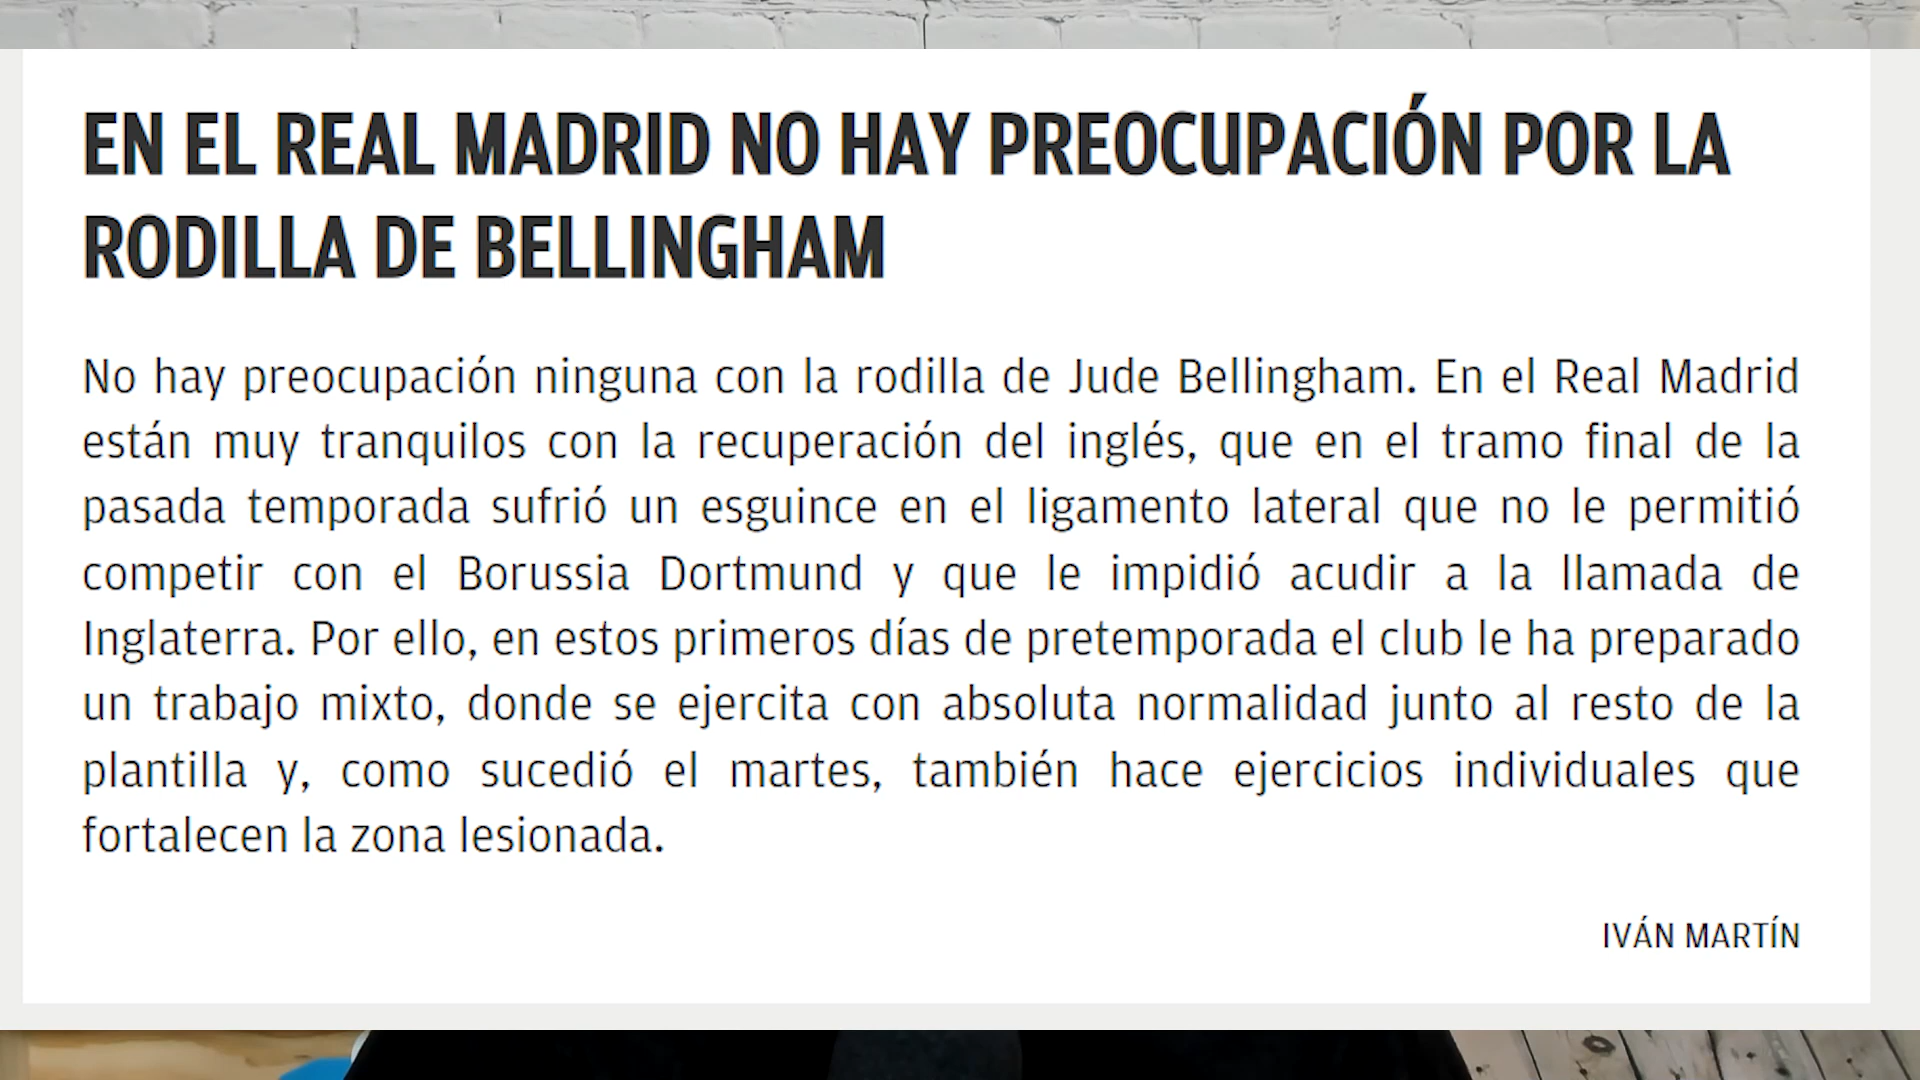 EN EL REAL MADRID NO HAY PREOCUPACIÓN POR LA
RODILLA DE BELLINGHAM
No hay preocupación ninguna con la rodilla de Jude Bellingham. En el Real Madrid
están muy tranquilos con la recuperación del inglés, que en el tramo final de la
pasada temporada sufrió un esguince en el ligamento lateral que no le permitió
competir con el Borussia Dortmund y que le impidió acudir a la llamada de
Inglaterra. Por ello, en estos primeros días de pretemporada el club le ha preparado
un trabajo mixto, donde se ejercita con absoluta normalidad junto al resto de la
plantilla y, como sucedió el martes, también hace ejercicios individuales que
fortalecen la zona lesionada.
IVÁN MARTÍN